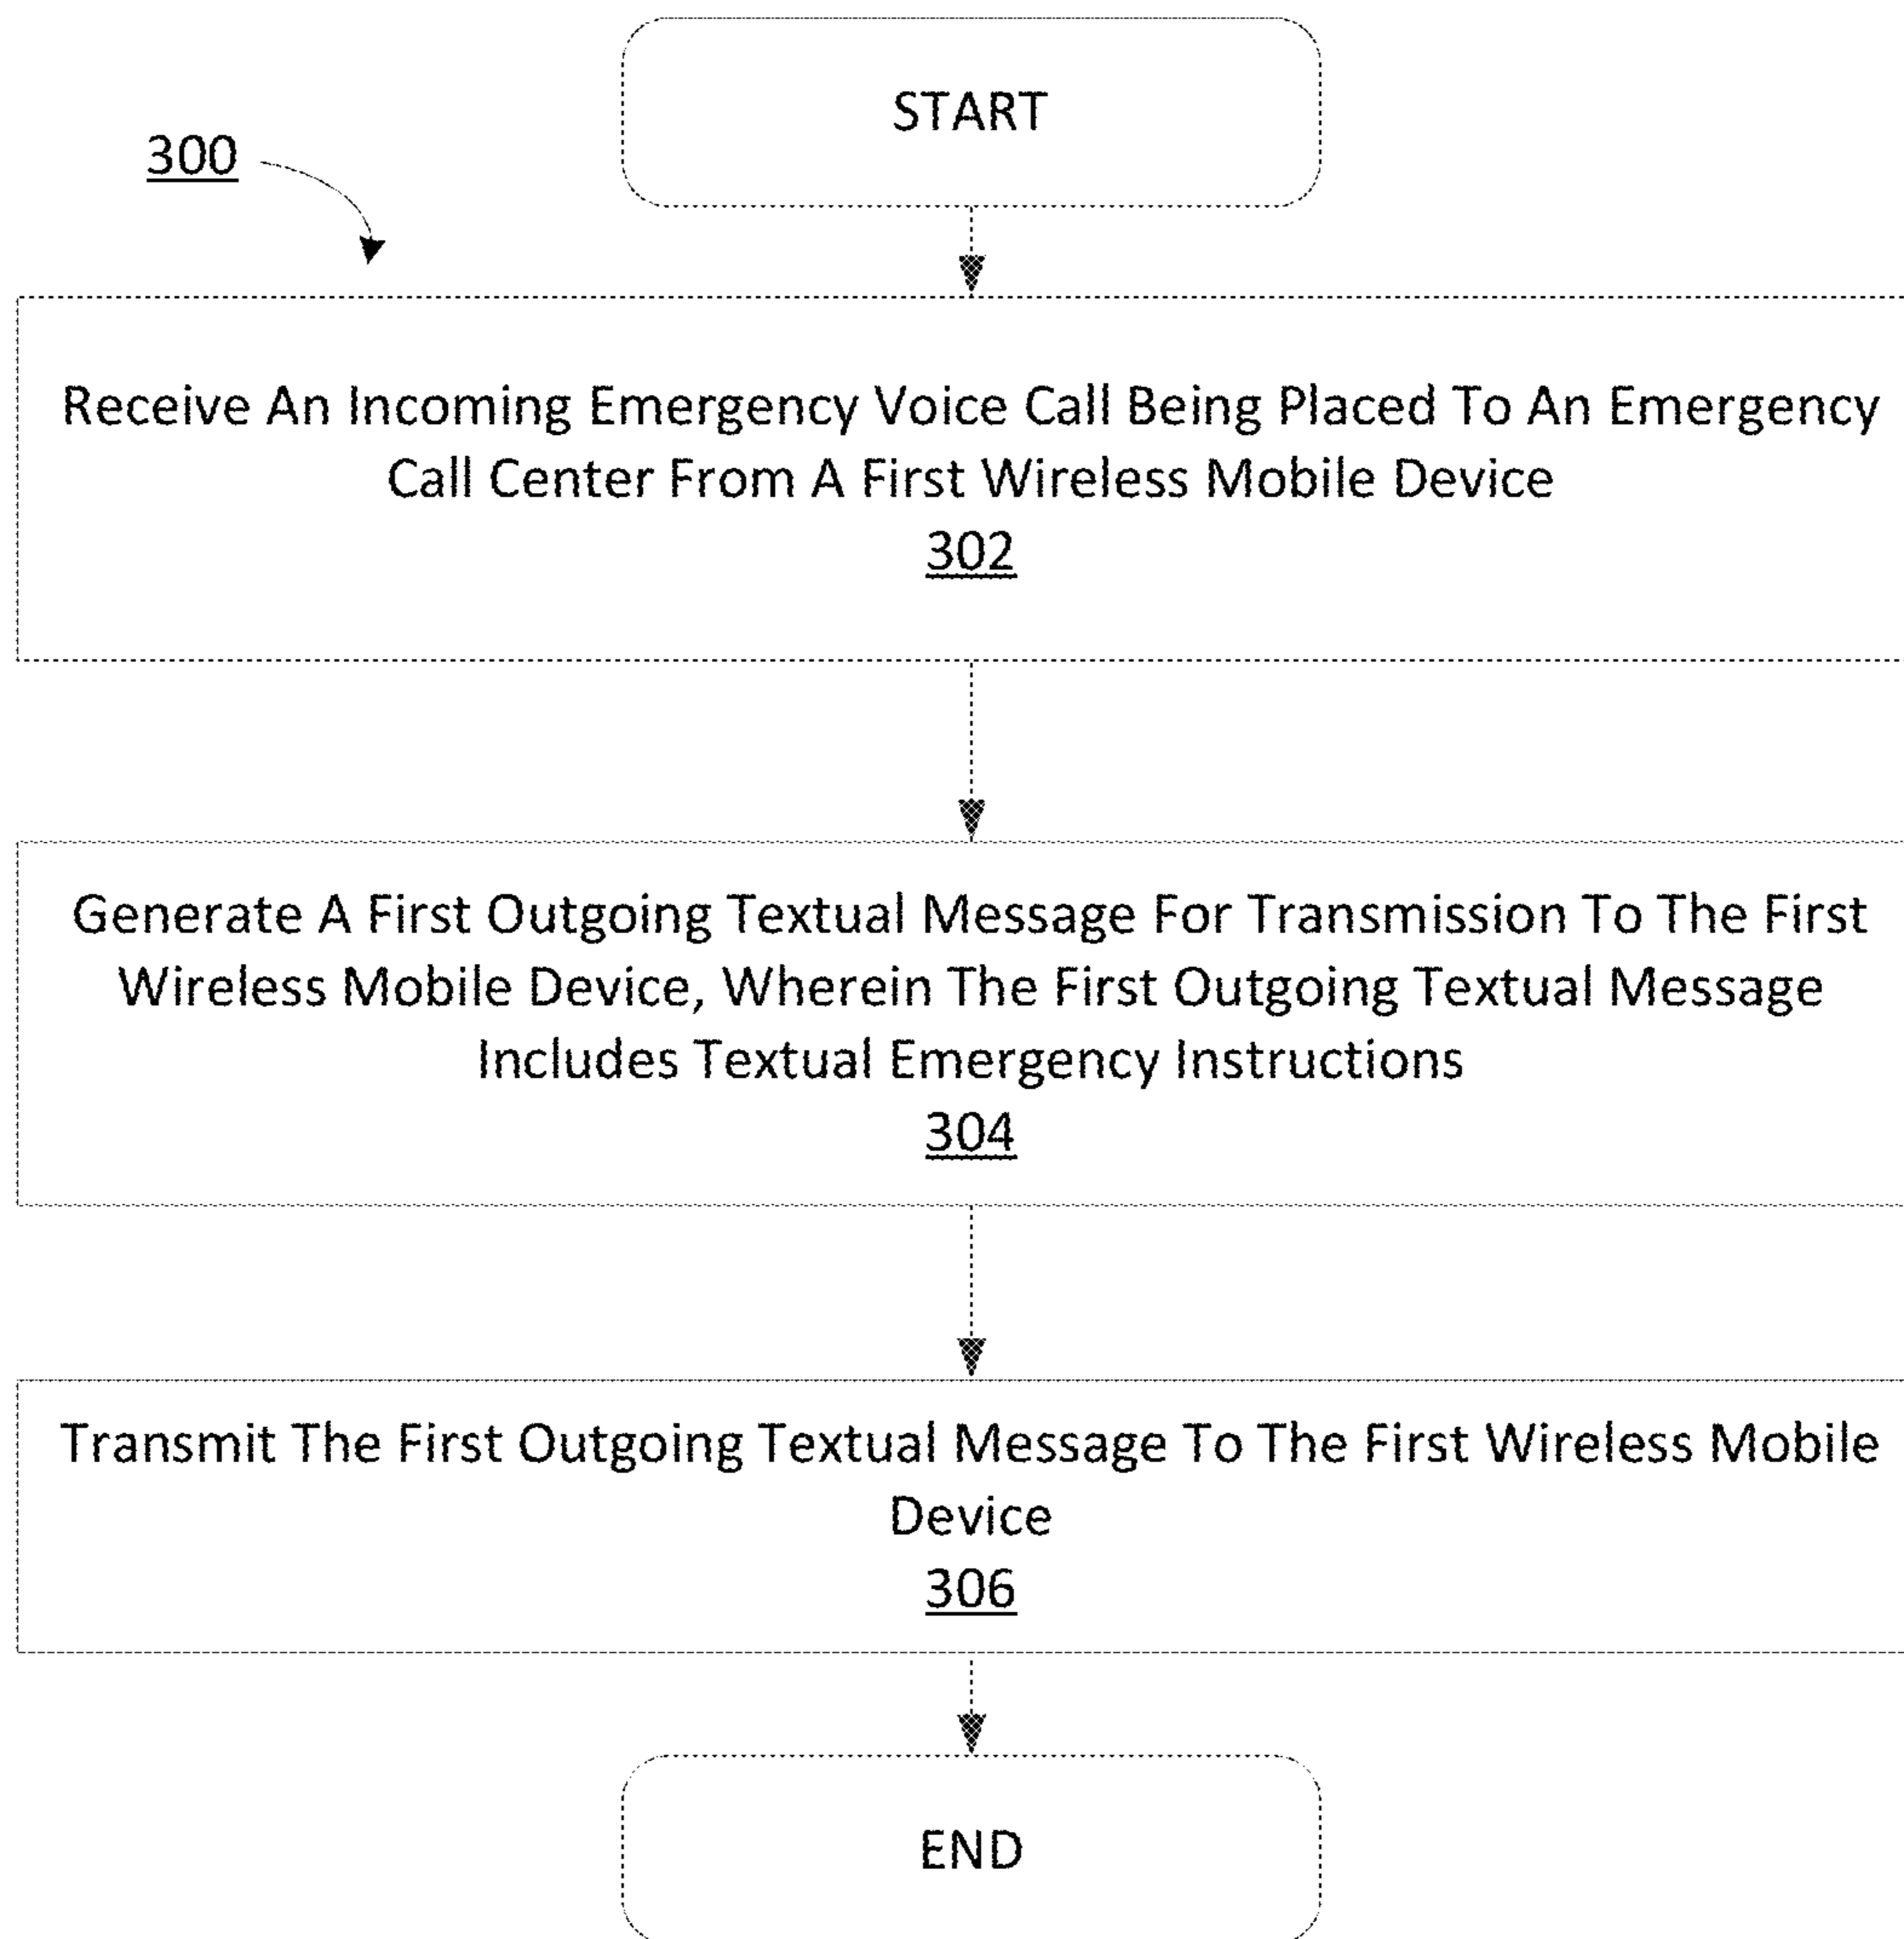 START
300
Receive An Incoming Emergency Voice Call Being Placed To An Emergency
Call Center From A First Wireless Mobile Device
302
Generate A First Outgoing Textual Message For Transmission To The First
Wireless Mobile Device, Wherein The First Outgoing Textual Message
Includes Textual Emergency Instructions
304
Transmit The First Outgoing Textual Message To The First Wireless Mobile
Device
306
END